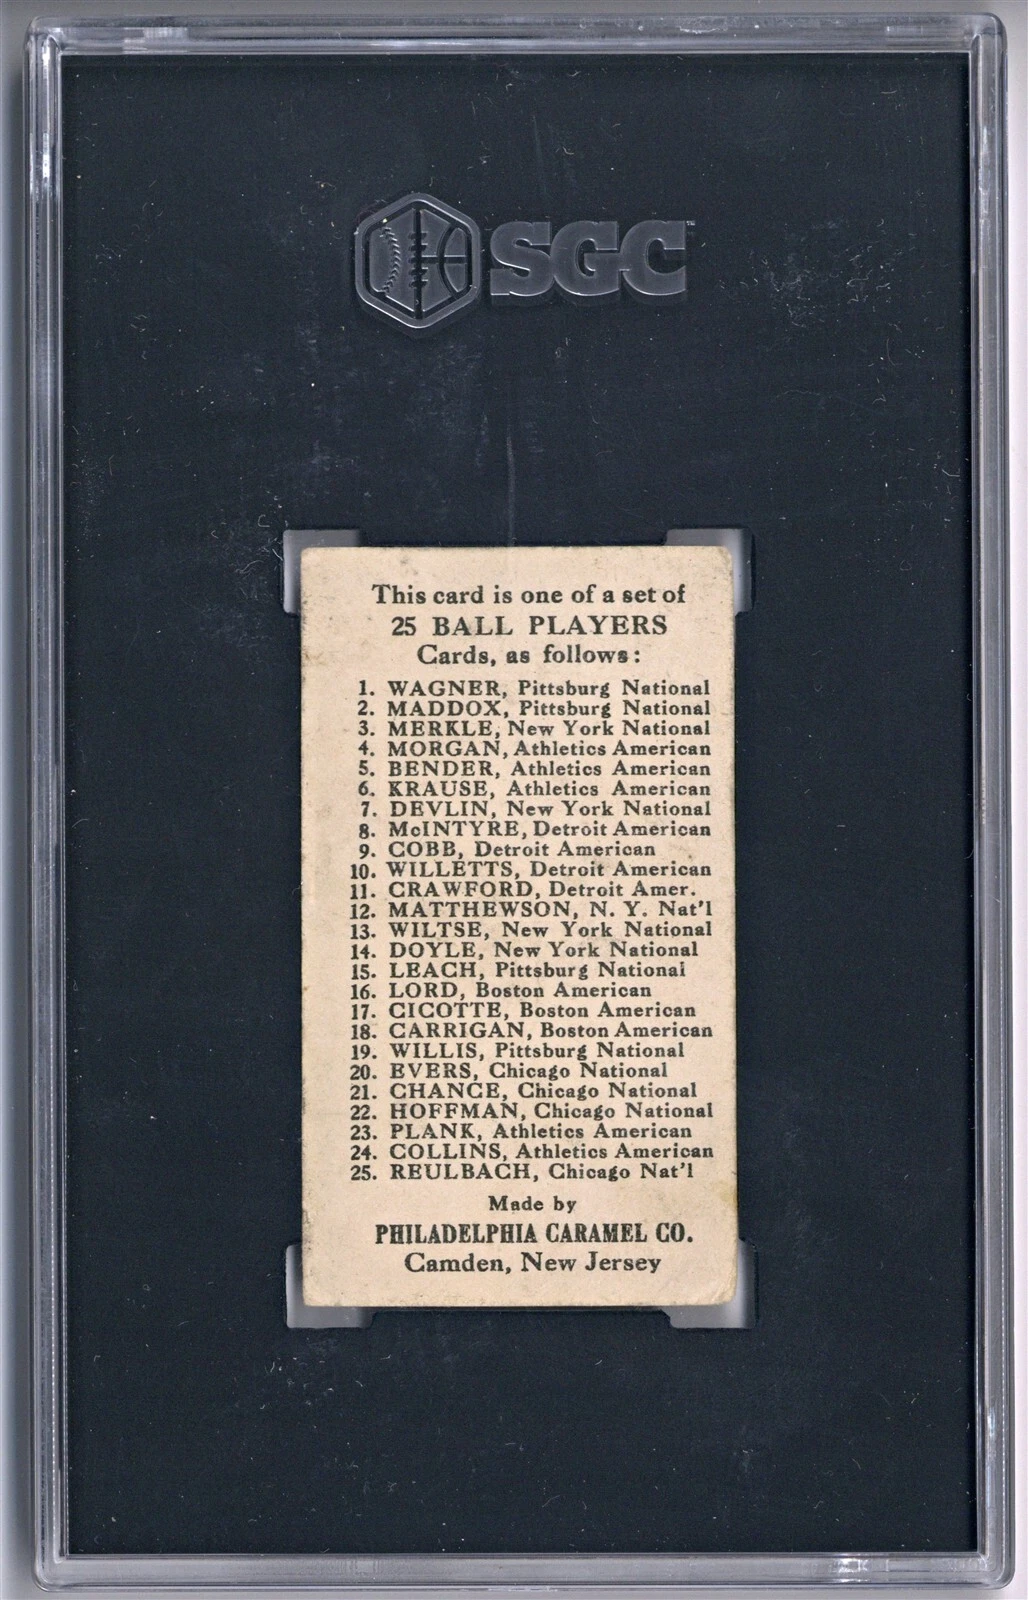 SGC
This card is one of a set of
25 BALL PLAYERS
Cards, as follows:
1. WAGNER, Pittsburg National
2. MADDOX, Pittsburg National
3. MERKLE, New York National
4. MORGAN, Athletics American
5. BENDER, Athletics American
6. KRAUSE, Athletics American
7. DEVLIN, New York National
8. McINTYRE, Detroit American
9. COBB, Detroit American
10. WILLETTS, Detroit American
11. CRAWFORD, Detroit Amer.
12. MATTHEWSON, N. Y. Nat'l
13. WILTSE, New York National
14. DOYLE, New York National
15. LEACH, Pittsburg National
16. LORD, Boston American
17. CICOTTE, Boston American
18. CARRIGAN, Boston American
19. WILLIS, Pittsburg National
20. EVERS, Chicago National
21. CHANCE, Chicago National
22. HOFFMAN, Chicago National
23. PLANK, Athletics American
24. COLLINS, Athletics American
25. REULBACH, Chicago Nat'l
Made by
PHILADELPHIA CARAMEL CO.
Camden, New Jersey